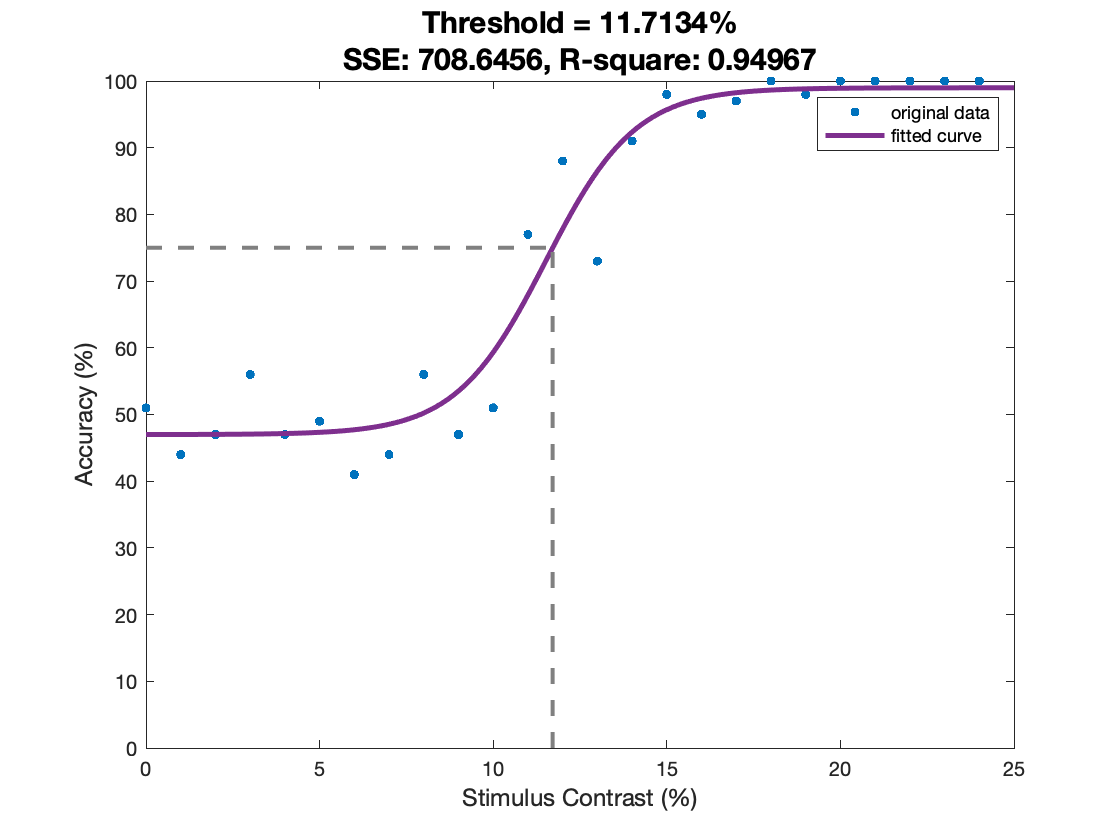 Threshold = 11.7134%
SSE: 708.6456, R-square: 0.94967
100
90
80
70
60
50
40
30
20
10
0
Accuracy (%)
original data
fitted curve
0 5 10 15 20 25
Stimulus Contrast (%)